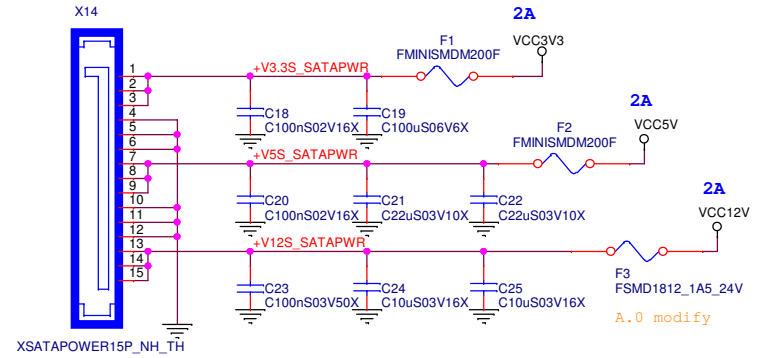 X14
2A
F1
VCC3V3
FMINISMDM200F
1
+V3.3S_SATAPWR
2
3
4
C18
C19
C100nS02V16X
C100uS06V6X
5
6
2A
F2
VCC5V
FMINISMDM200F
7
+V5S_SATAPWR
8
9
10
C20
C21
C22
C100nS02V16X
C22uS03V10X
C22uS03V10X
11
12
2A
VCC12V
13
+V12S_SATAPWR
14
15
F3
FSMD1812_1A5_24V
C23
C24
C25
C100nS03V50X
C10uS03V16X
C10uS03V16X
A.0 modify
XSATAPOWER15P_NH_TH